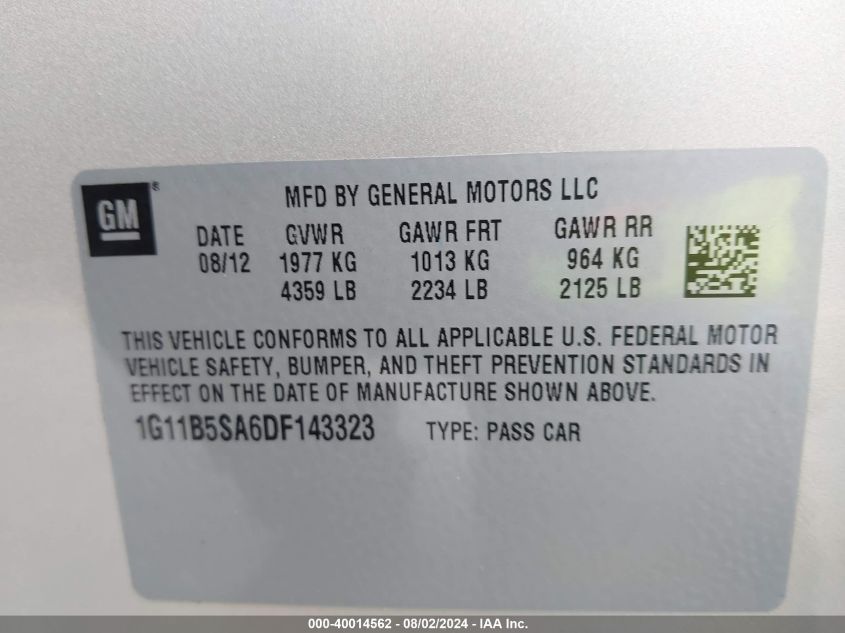 GM®
MFD BY GENERAL MOTORS LLC
DATE GVWR GAWR FRT GAWR RR
08/12 1977 KG 1013 KG 964 KG
4359 LB 2234 LB 2125 LB
THIS VEHICLE CONFORMS TO ALL APPLICABLE U.S. FEDERAL MOTOR
VEHICLE SAFETY, BUMPER, AND THEFT PREVENTION STANDARDS IN
EFFECT ON THE DATE OF MANUFACTURE SHOWN ABOVE.
1G11B5SA6DF143323 TYPE: PASS CAR
000-40014562 - 08/02/2024 - IAA Inc.